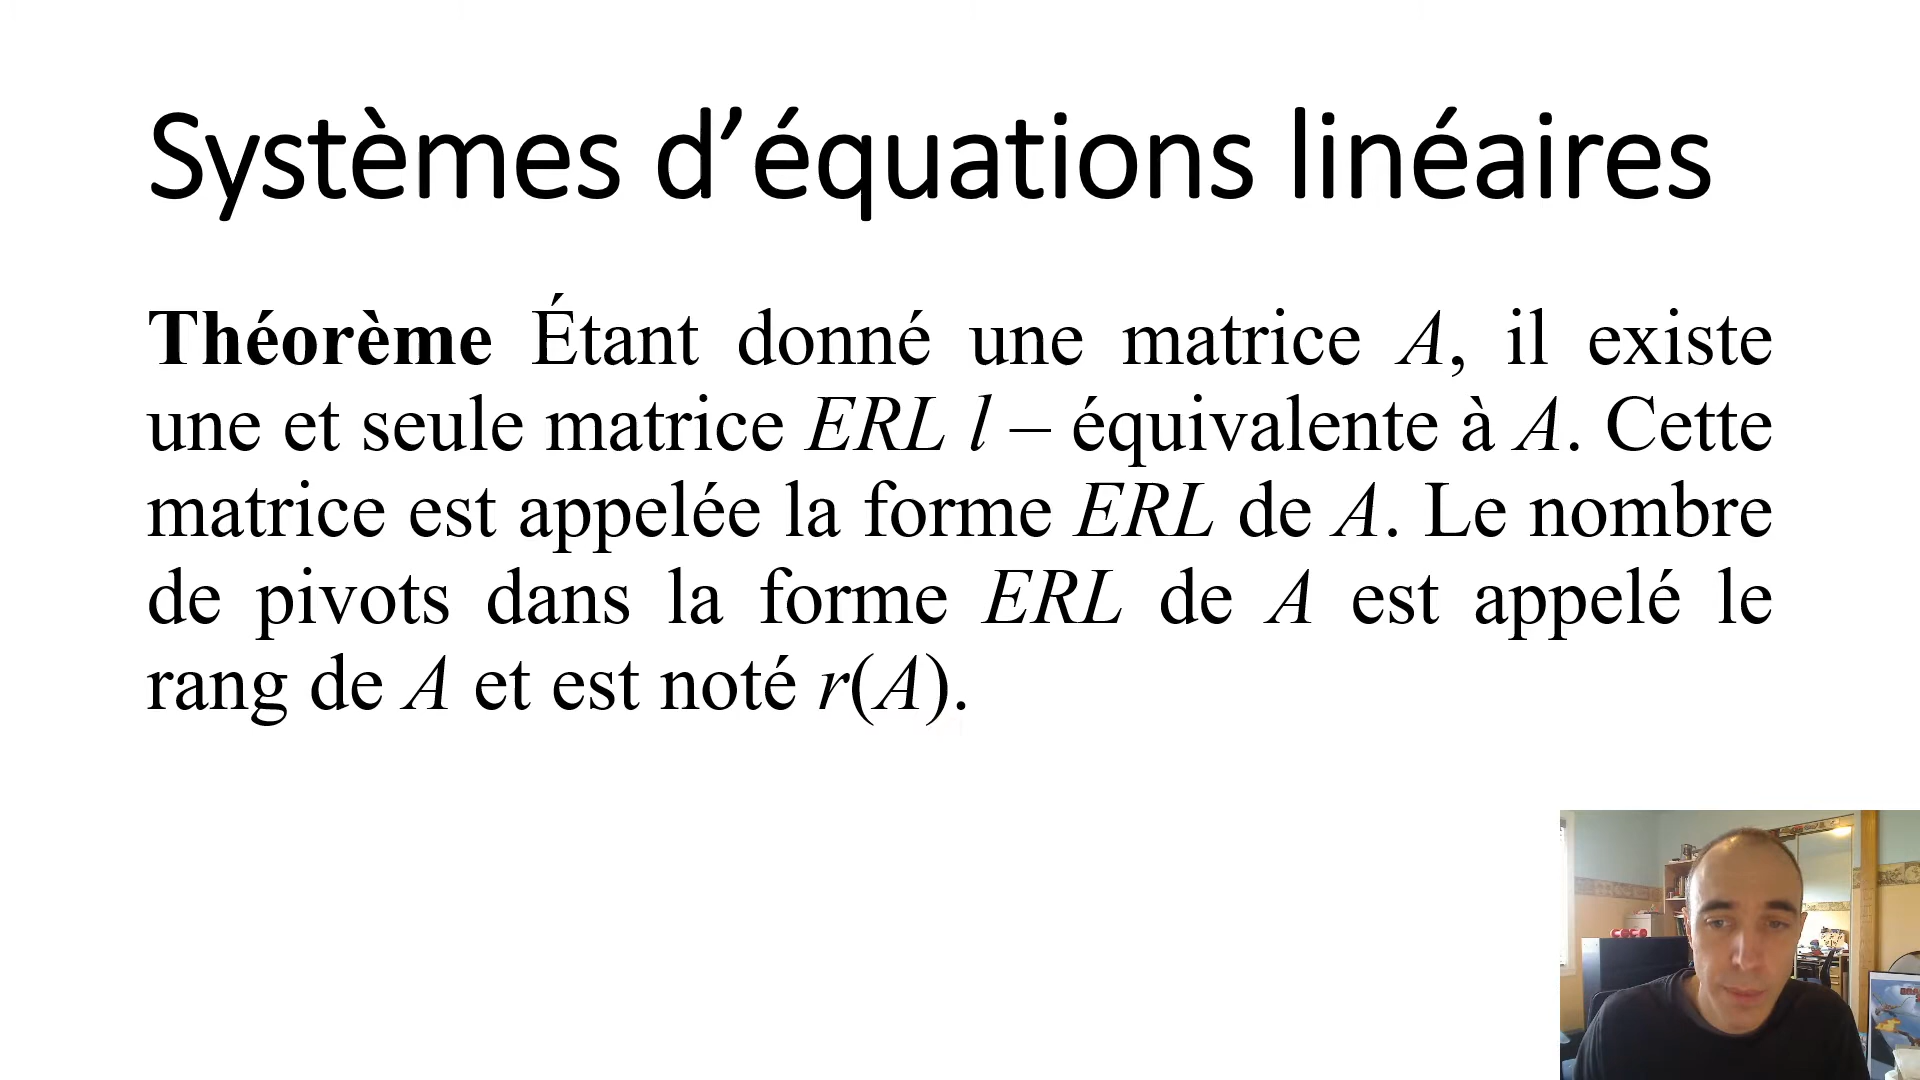 Systèmes d’équations linéaires
Théorème Étant donné une matrice A, il existe
une et seule matrice ERL l – équivalente à A. Cette
matrice est appelée la forme ERL de A. Le nombre
de pivots dans la forme ERL de A est appelé le
rang de A et est noté r(A).